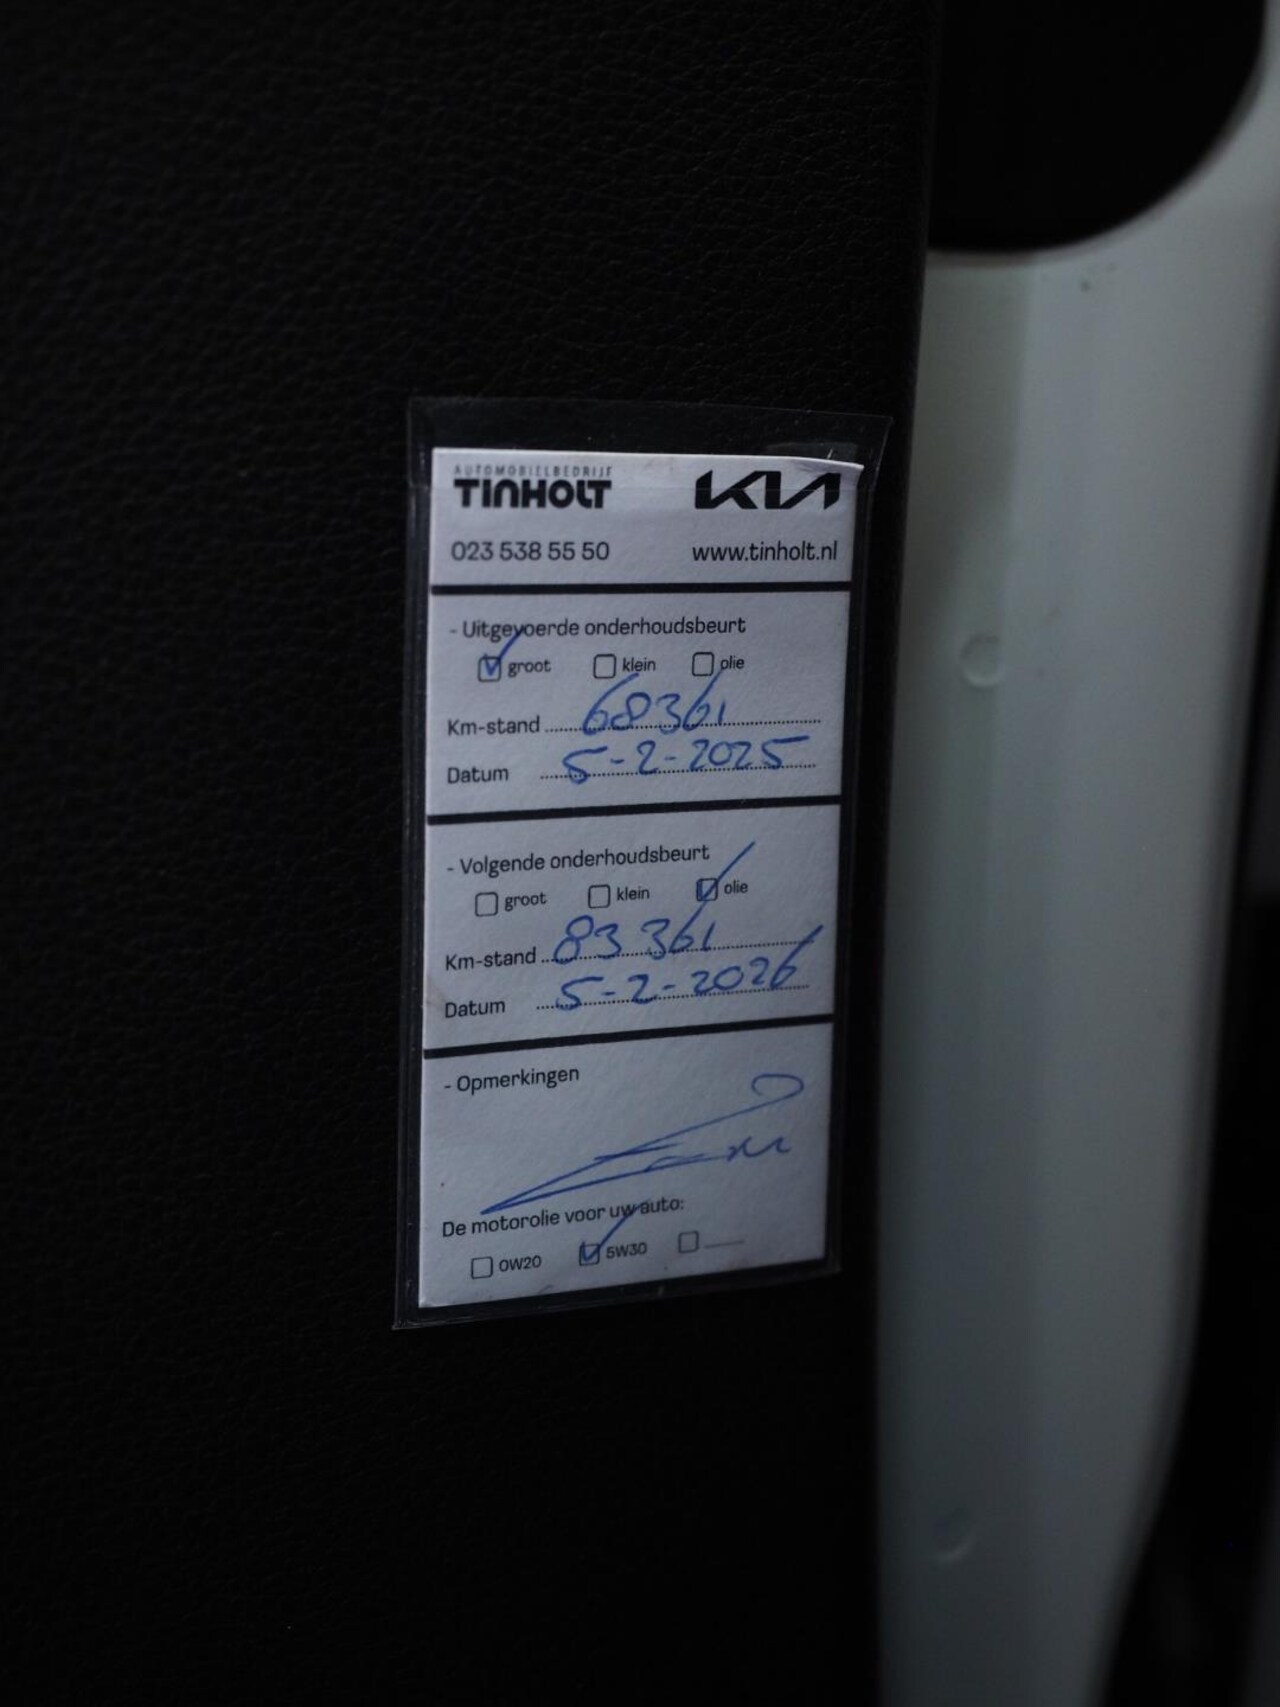 AUTOMOBIELBEDRIJF
TINHOLT KIA
023 538 55 50 www.tinholt.nl
- Uitgevoerde onderhoudsbeurt
groot klein olie
Km-stand 68361
Datum 5-2-2025
- Volgende onderhoudsbeurt
groot klein olie
Km-stand 83361
Datum 5-2-2026
- Opmerkingen
De motorolie voor uw auto:
0W20 5W30